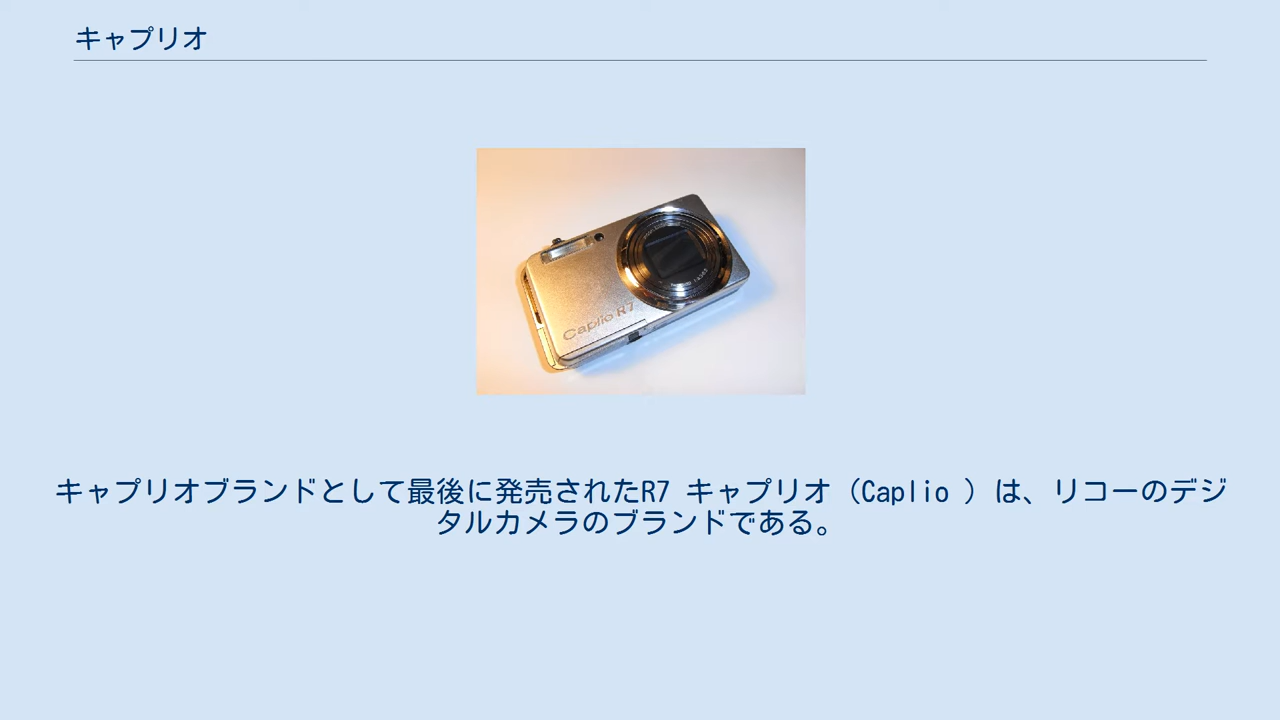 キャプリオ
Caplio R7
キャプリオブランドとして最後に発売されたR7 キャプリオ（Caplio ）は、リコーのデジ
タルカメラのブランドである。